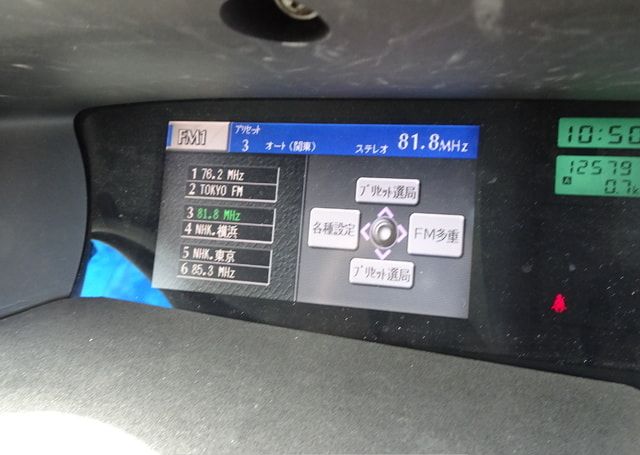 FM1
プリセット
3 オート(関東) ステレオ 81.8MHz
1 76.2 MHz
2 TOKYO FM
3 81.8 MHz
4 NHK.横浜
5 NHK.東京
6 85.3 MHz
プリセット選局
各種設定
FM多重
プリセット選局
10:50
12579
A 0.7